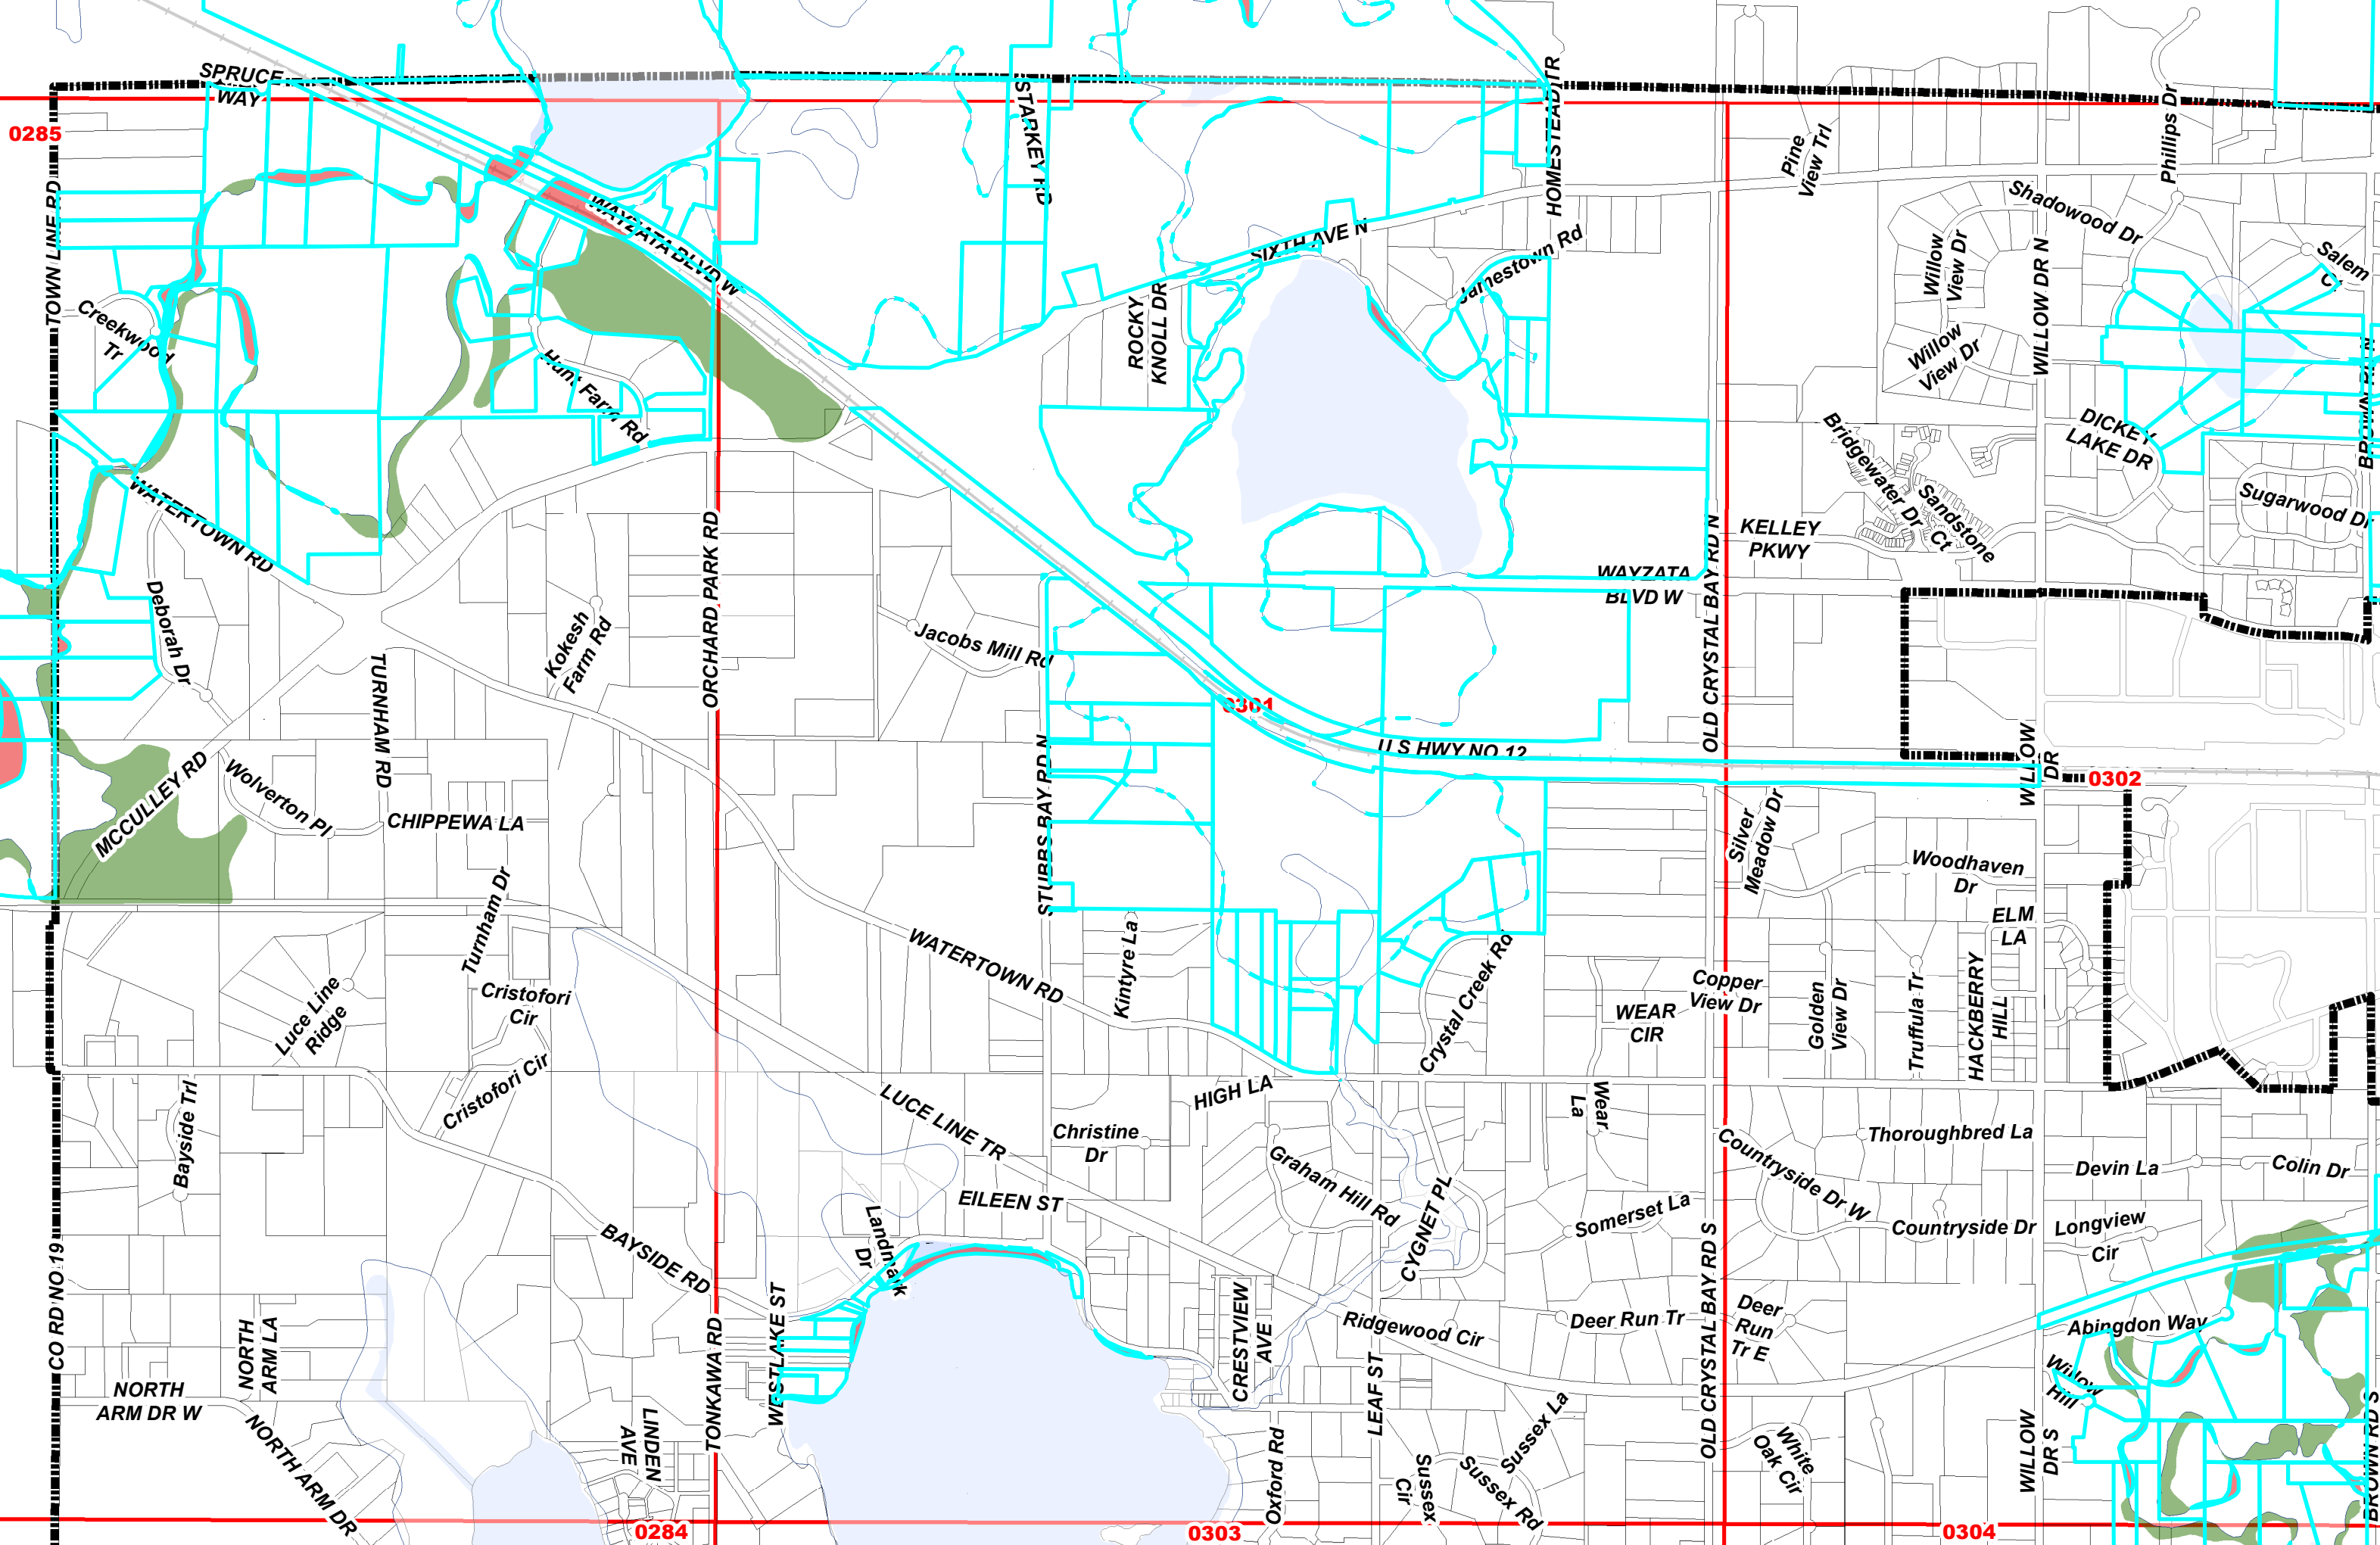 SPRUCE
WAY
0285
TOWN LINE RD
STARKEY RD
HOMESTEAD TR
Pine
View Trl
Phillips Dr
WAYZATA BLVD W
SIXTH AVE N
Jamestown Rd
Shadowood Dr
Willow
View Dr
WILLOW DR N
Salem
Ct
Creekwood
Tr
Hunt Farm Rd
ROCKY
KNOLL DR
Willow
View Dr
BROWN RD N
DICKEY
LAKE DR
Bridgewater Dr
Sandstone
Ct
Sugarwood Dr
WATERTOWN RD
ORCHARD PARK RD
KELLEY
PKWY
WAYZATA
BLVD W
OLD CRYSTAL BAY RD N
Deborah Dr
Kokesh
Farm Rd
Jacobs Mill Rd
TURNHAM RD
0301
U S HWY NO 12
WILLOW
DR
0302
MCCULLEY RD
Wolverton Pl
CHIPPEWA LA
STUBBS BAY RD N
Silver
Meadow Dr
Woodhaven
Dr
Turnham Dr
ELM
LA
WATERTOWN RD
Kintyre La
Crystal Creek Rd
Luce Line
Ridge
Cristofori
Cir
Copper
View Dr
WEAR
CIR
Golden
View Dr
Truffula Tr
HACKBERRY
HILL
Cristofori Cir
Bayside Trl
LUCE LINE TR
HIGH LA
Wear
La
Christine
Dr
Thoroughbred La
Countryside Dr W
Devin La
Colin Dr
Graham Hill Rd
EILEEN ST
CYGNET PL
Somerset La
Countryside Dr
Longview
Cir
Landmark
Dr
BAYSIDE RD
CO RD NO 19
WESTLAKE ST
OLD CRYSTAL BAY RD S
NORTH
ARM LA
TONKAWA RD
CRESTVIEW
AVE
Ridgewood Cir
Deer Run Tr
Deer
Run
Tr E
Abingdon Way
Willow
Hill
NORTH
ARM DR W
NORTH ARM DR
LINDEN
AVE
LEAF ST
Oxford Rd
Sussex
Cir
Sussex La
Sussex Rd
White
Oak Cir
WILLOW
DR S
BROWN RD S
0284
0303
0304